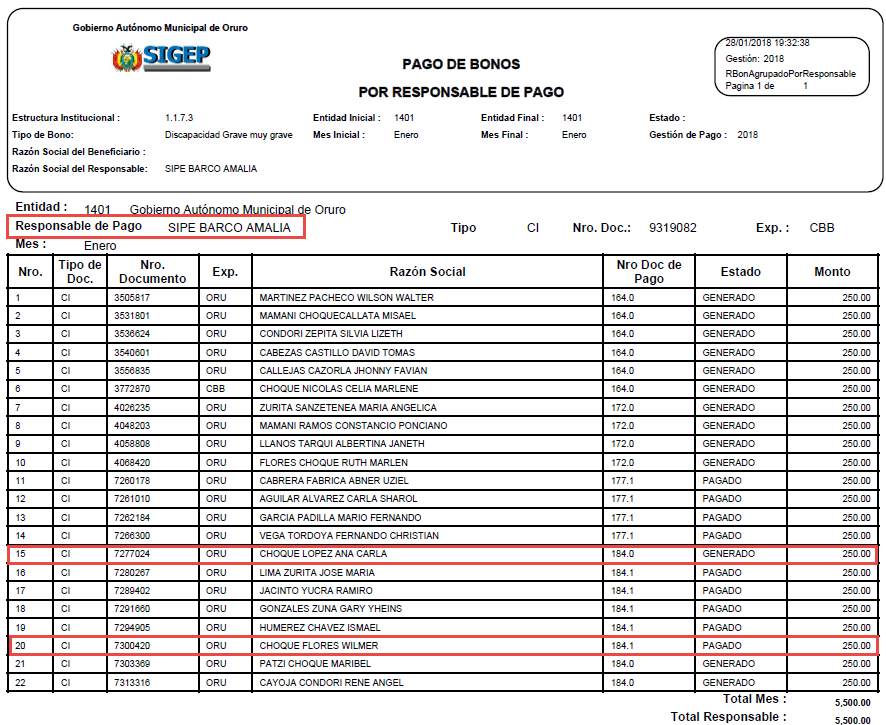 Gobierno Autónomo Municipal de Oruro
SIGEP
28/01/2018 19:32:38
PAGO DE BONOS
Gestión: 2018
RBonAgrupadoPorResponsable
Pagina 1 de 1
POR RESPONSABLE DE PAGO
Estructura Institucional : 1.1.7.3 Entidad Inicial : 1401 Entidad Final : 1401 Estado :
Tipo de Bono: Discapacidad Grave muy grave Mes Inicial : Enero Mes Final : Enero Gestión de Pago : 2018
Razón Social del Beneficiario :
Razón Social del Responsable: SIPE BARCO AMALIA
Entidad : 1401 Gobierno Autónomo Municipal de Oruro
Responsable de Pago SIPE BARCO AMALIA Tipo CI Nro. Doc.: 9319082 Exp. : CBB
Mes : Enero
Nro. Tipo de Doc. Nro. Documento Exp. Razón Social Nro Doc de Pago Estado Monto
1 CI 3505817 ORU MARTINEZ PACHECO WILSON WALTER 164.0 GENERADO 250.00
2 CI 3531801 ORU MAMANI CHOQUECALLATA MISAEL 164.0 GENERADO 250.00
3 CI 3536624 ORU CONDORI ZEPITA SILVIA LIZETH 164.0 GENERADO 250.00
4 CI 3540601 ORU CABEZAS CASTILLO DAVID TOMAS 164.0 GENERADO 250.00
5 CI 3556835 ORU CALLEJAS CAZORLA JHONNY FAVIAN 164.0 GENERADO 250.00
6 CI 3772870 CBB CHOQUE NICOLAS CELIA MARLENE 164.0 GENERADO 250.00
7 CI 4026235 ORU ZURITA SANZETENEA MARIA ANGELICA 172.0 GENERADO 250.00
8 CI 4048203 ORU MAMANI RAMOS CONSTANCIO PONCIANO 172.0 GENERADO 250.00
9 CI 4058808 ORU LLANOS TARQUI ALBERTINA JANETH 172.0 GENERADO 250.00
10 CI 4068420 ORU FLORES CHOQUE RUTH MARLEN 172.0 GENERADO 250.00
11 CI 7260178 ORU CABRERA FABRICA ABNER UZIEL 177.1 PAGADO 250.00
12 CI 7261010 ORU AGUILAR ALVAREZ CARLA SHAROL 177.1 PAGADO 250.00
13 CI 7262184 ORU GARCIA PADILLA MARIO FERNANDO 177.1 PAGADO 250.00
14 CI 7266300 ORU VEGA TORDOYA FERNANDO CHRISTIAN 177.1 PAGADO 250.00
15 CI 7277024 ORU CHOQUE LOPEZ ANA CARLA 184.0 GENERADO 250.00
16 CI 7280267 ORU LIMA ZURITA JOSE MARIA 184.1 PAGADO 250.00
17 CI 7289402 ORU JACINTO YUCRA RAMIRO 184.1 PAGADO 250.00
18 CI 7291660 ORU GONZALES ZUNA GARY YHEINS 184.1 PAGADO 250.00
19 CI 7294905 ORU HUMEREZ CHAVEZ ISMAEL 184.1 PAGADO 250.00
20 CI 7300420 ORU CHOQUE FLORES WILMER 184.1 PAGADO 250.00
21 CI 7303369 ORU PATZI CHOQUE MARIBEL 184.0 GENERADO 250.00
22 CI 7313316 ORU CAYOJA CONDORI RENE ANGEL 184.0 GENERADO 250.00
Total Mes : 5,500.00
Total Responsable : 5,500.00